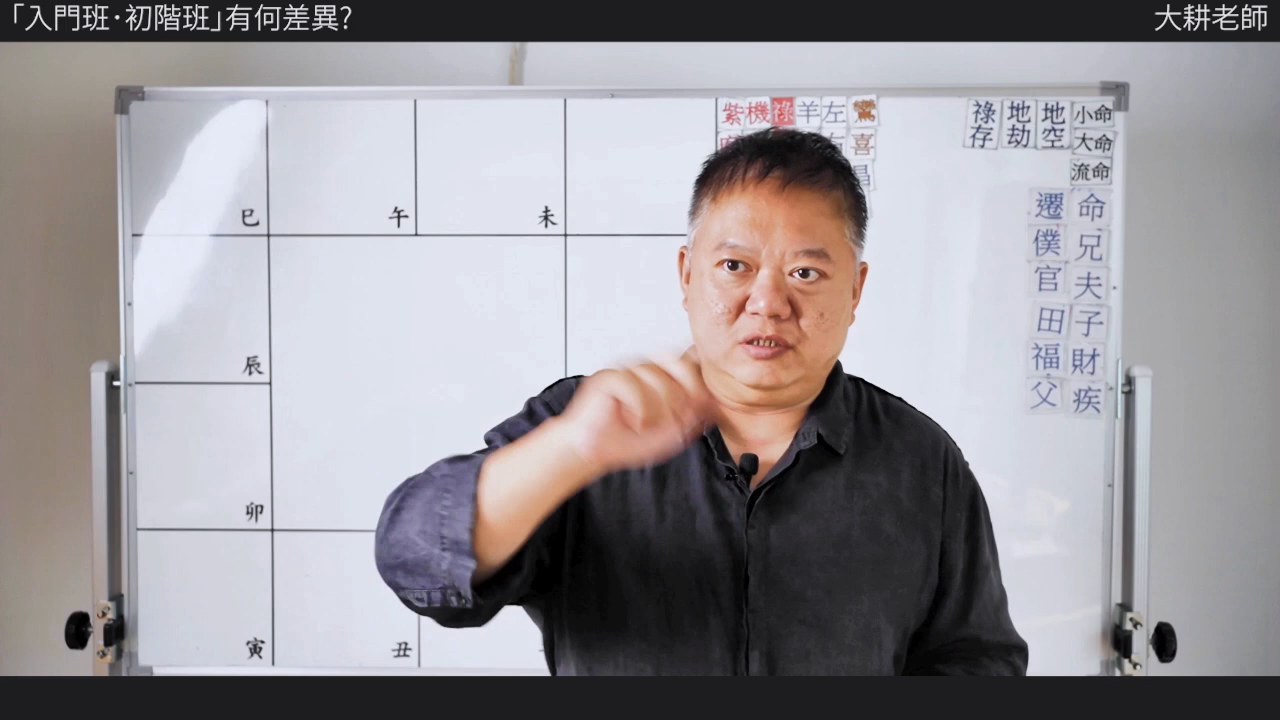 「入門班·初階班」有何差異?
大耕老師
紫機祿羊左鸞
喜
昌
祿存 地劫 地空 小命
大命
流命
遷 命
僕 兄
官 夫
田 子
福 財
父 疾
巳 午 未
辰
卯
寅 丑